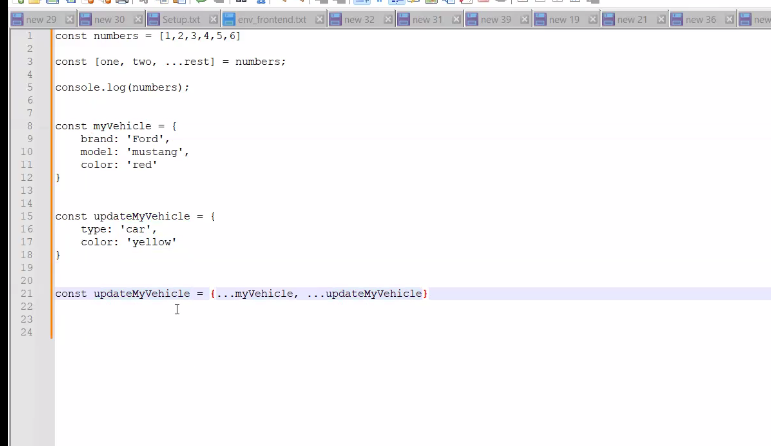 new 29 new 30 Setup.txt env_frontend.txt new 32 new 31 new 39 new 19 new 21 new 36 new
1 const numbers = [1,2,3,4,5,6]
2
3 const [one, two, ...rest] = numbers;
4
5 console.log(numbers);
6
7
8 const myVehicle = {
9 brand: 'Ford',
10 model: 'mustang',
11 color: 'red'
12 }
13
14
15 const updateMyVehicle = {
16 type: 'car',
17 color: 'yellow'
18 }
19
20
21 const updateMyVehicle = {...myVehicle, ...updateMyVehicle}
22
23
24